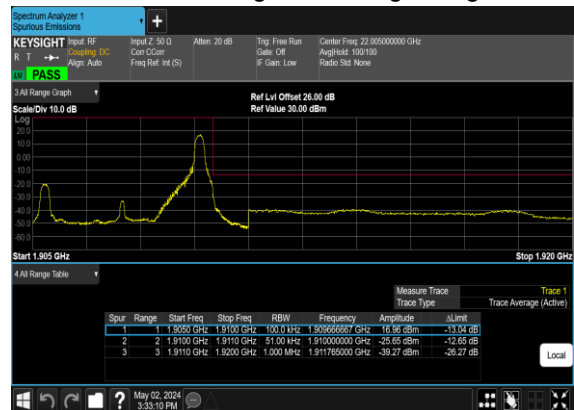 Spectrum Analyzer 1
Spurious Emissions
KEYSIGHT Input: RF Input Z: 50 Ω Atten: 20 dB Trig: Free Run Center Freq: 22.005000000 GHz
R T Coupling: DC Corr CCorr Gate: Off Avg|Hold: 100/100
Align: Auto Freq Ref: Int (S) IF Gain: Low Radio Std: None
PASS
3 All Range Graph
Ref Lvl Offset 26.00 dB
Scale/Div 10.0 dB Ref Value 30.00 dBm
Log
20.0
10.0
0.00
-10.0
-20.0
-30.0
-40.0
-50.0
-60.0
Start 1.905 GHz Stop 1.920 GHz
4 All Range Table
Measure Trace Trace 1
Trace Type Trace Average (Active)
Spur Range Start Freq Stop Freq RBW Frequency Amplitude ΔLimit
1 1 1.9050 GHz 1.9100 GHz 100.0 kHz 1.909666667 GHz 16.96 dBm -13.04 dB
2 2 1.9100 GHz 1.9110 GHz 51.00 kHz 1.910000000 GHz -25.65 dBm -12.65 dB
3 3 1.9110 GHz 1.9200 GHz 1.000 MHz 1.911765000 GHz -39.27 dBm -26.27 dB
Local
? May 02, 2024
3:33:10 PM